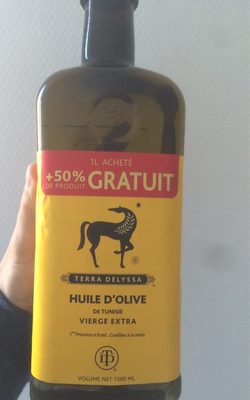 1L ACHETÉ
+50% GRATUIT
DE PRODUIT
TERRA DELYSSA
HUILE D'OLIVE
DE TUNISIE
VIERGE EXTRA
1ère Pression à froid - Cueillies à la main
VOLUME NET 1500 ML